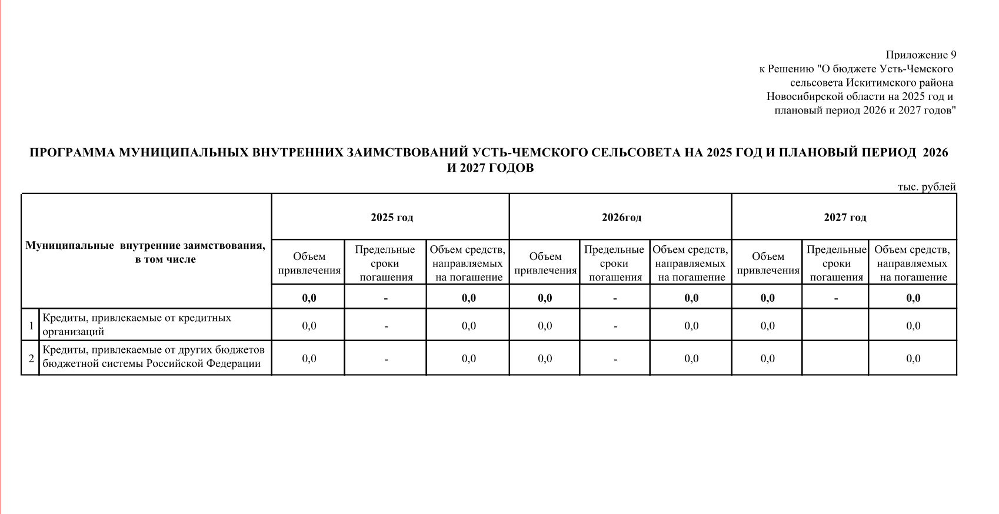 Приложение 9
к Решению "О бюджете Усть-Чемского
сельсовета Искитимского района
Новосибирской области на 2025 год и
плановый период 2026 и 2027 годов"
ПРОГРАММА МУНИЦИПАЛЬНЫХ ВНУТРЕННИХ ЗАИМСТВОВАНИЙ УСТЬ-ЧЕМСКОГО СЕЛЬСОВЕТА НА 2025 ГОД И ПЛАНОВЫЙ ПЕРИОД 2026
И 2027 ГОДОВ
тыс. рублей
Муниципальные внутренние заимствования,
в том числе
2025 год
2026год
2027 год
Объем
привлечения
Предельные
сроки
погашения
Объем средств,
направляемых
на погашение
Объем
привлечения
Предельные
сроки
погашения
Объем средств,
направляемых
на погашение
Объем
привлечения
Предельные
сроки
погашения
Объем средств,
направляемых
на погашение
0,0 - 0,0 0,0 - 0,0 0,0 - 0,0
1 Кредиты, привлекаемые от кредитных
организаций
0,0 - 0,0 0,0 - 0,0 0,0 0,0
2 Кредиты, привлекаемые от других бюджетов
бюджетной системы Российской Федерации
0,0 - 0,0 0,0 - 0,0 0,0 0,0